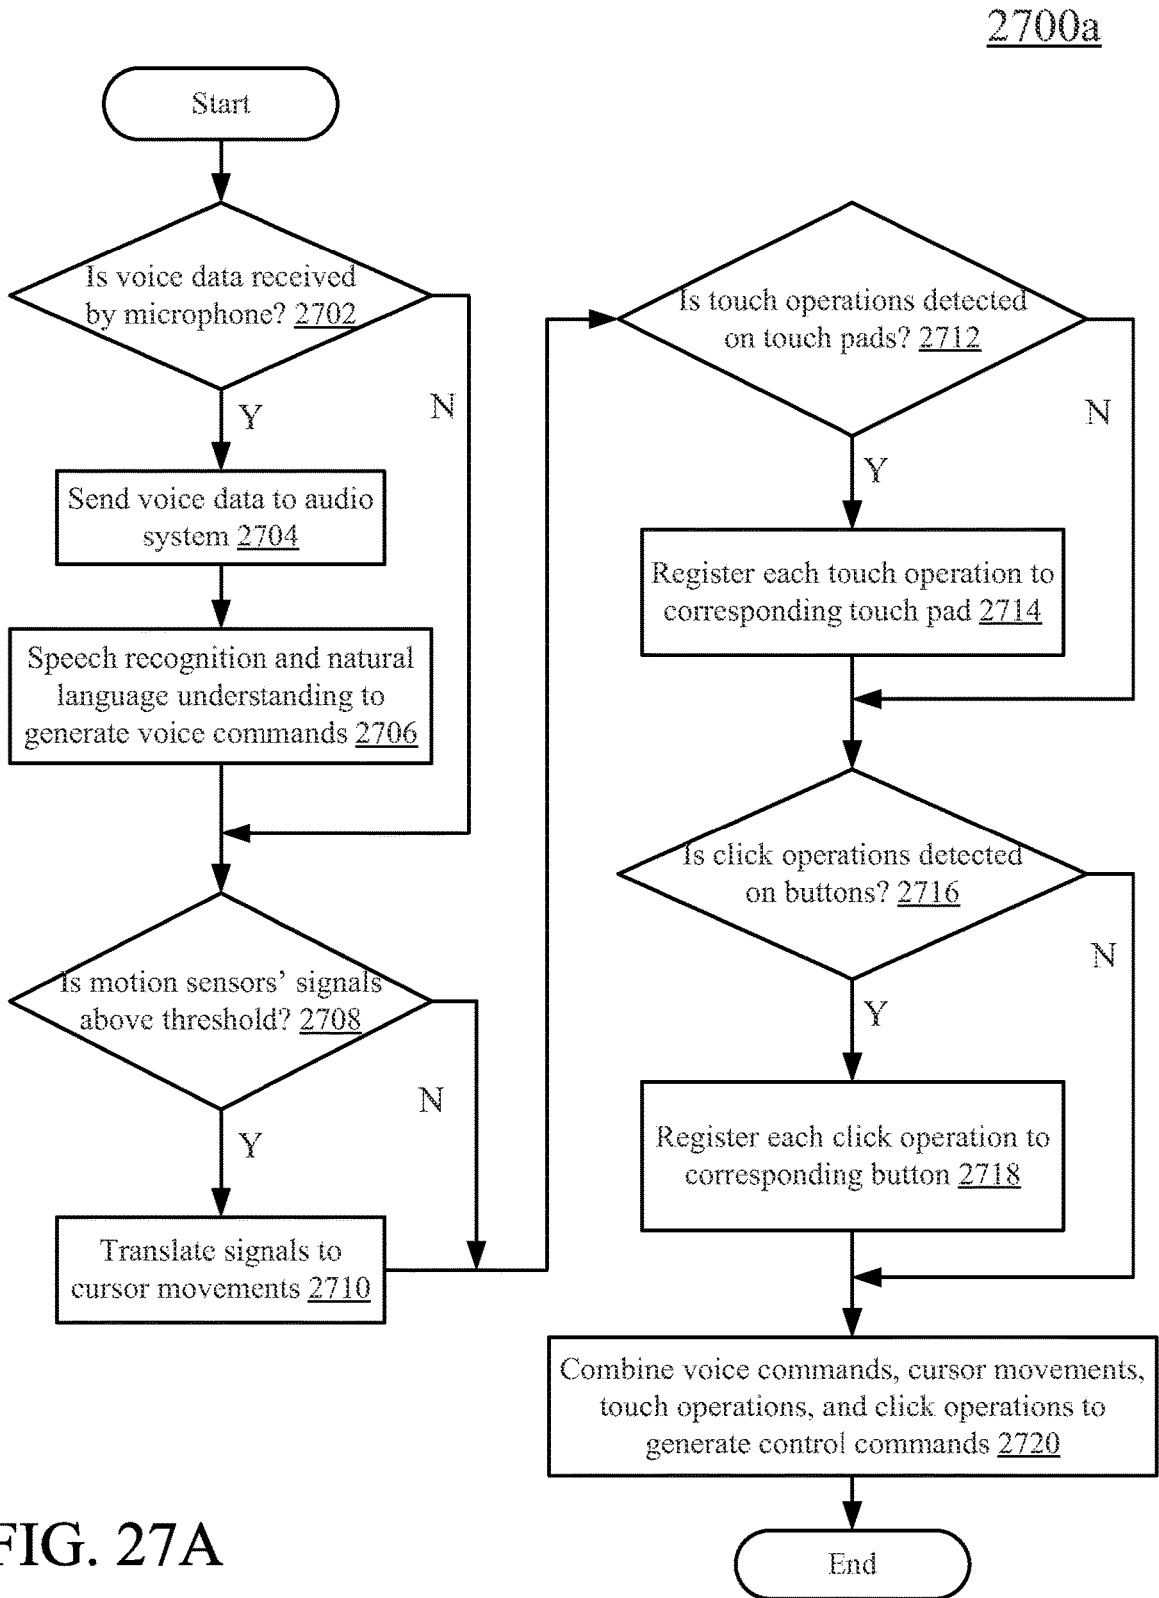 2700a
Start
Is voice data received
by microphone? 2702
N
Y
Send voice data to audio
system 2704
Speech recognition and natural
language understanding to
generate voice commands 2706
Is motion sensors’ signals
above threshold? 2708
N
Y
Translate signals to
cursor movements 2710
Is touch operations detected
on touch pads? 2712
N
Y
Register each touch operation to
corresponding touch pad 2714
Is click operations detected
on buttons? 2716
N
Y
Register each click operation to
corresponding button 2718
Combine voice commands, cursor movements,
touch operations, and click operations to
generate control commands 2720
End
FIG. 27A